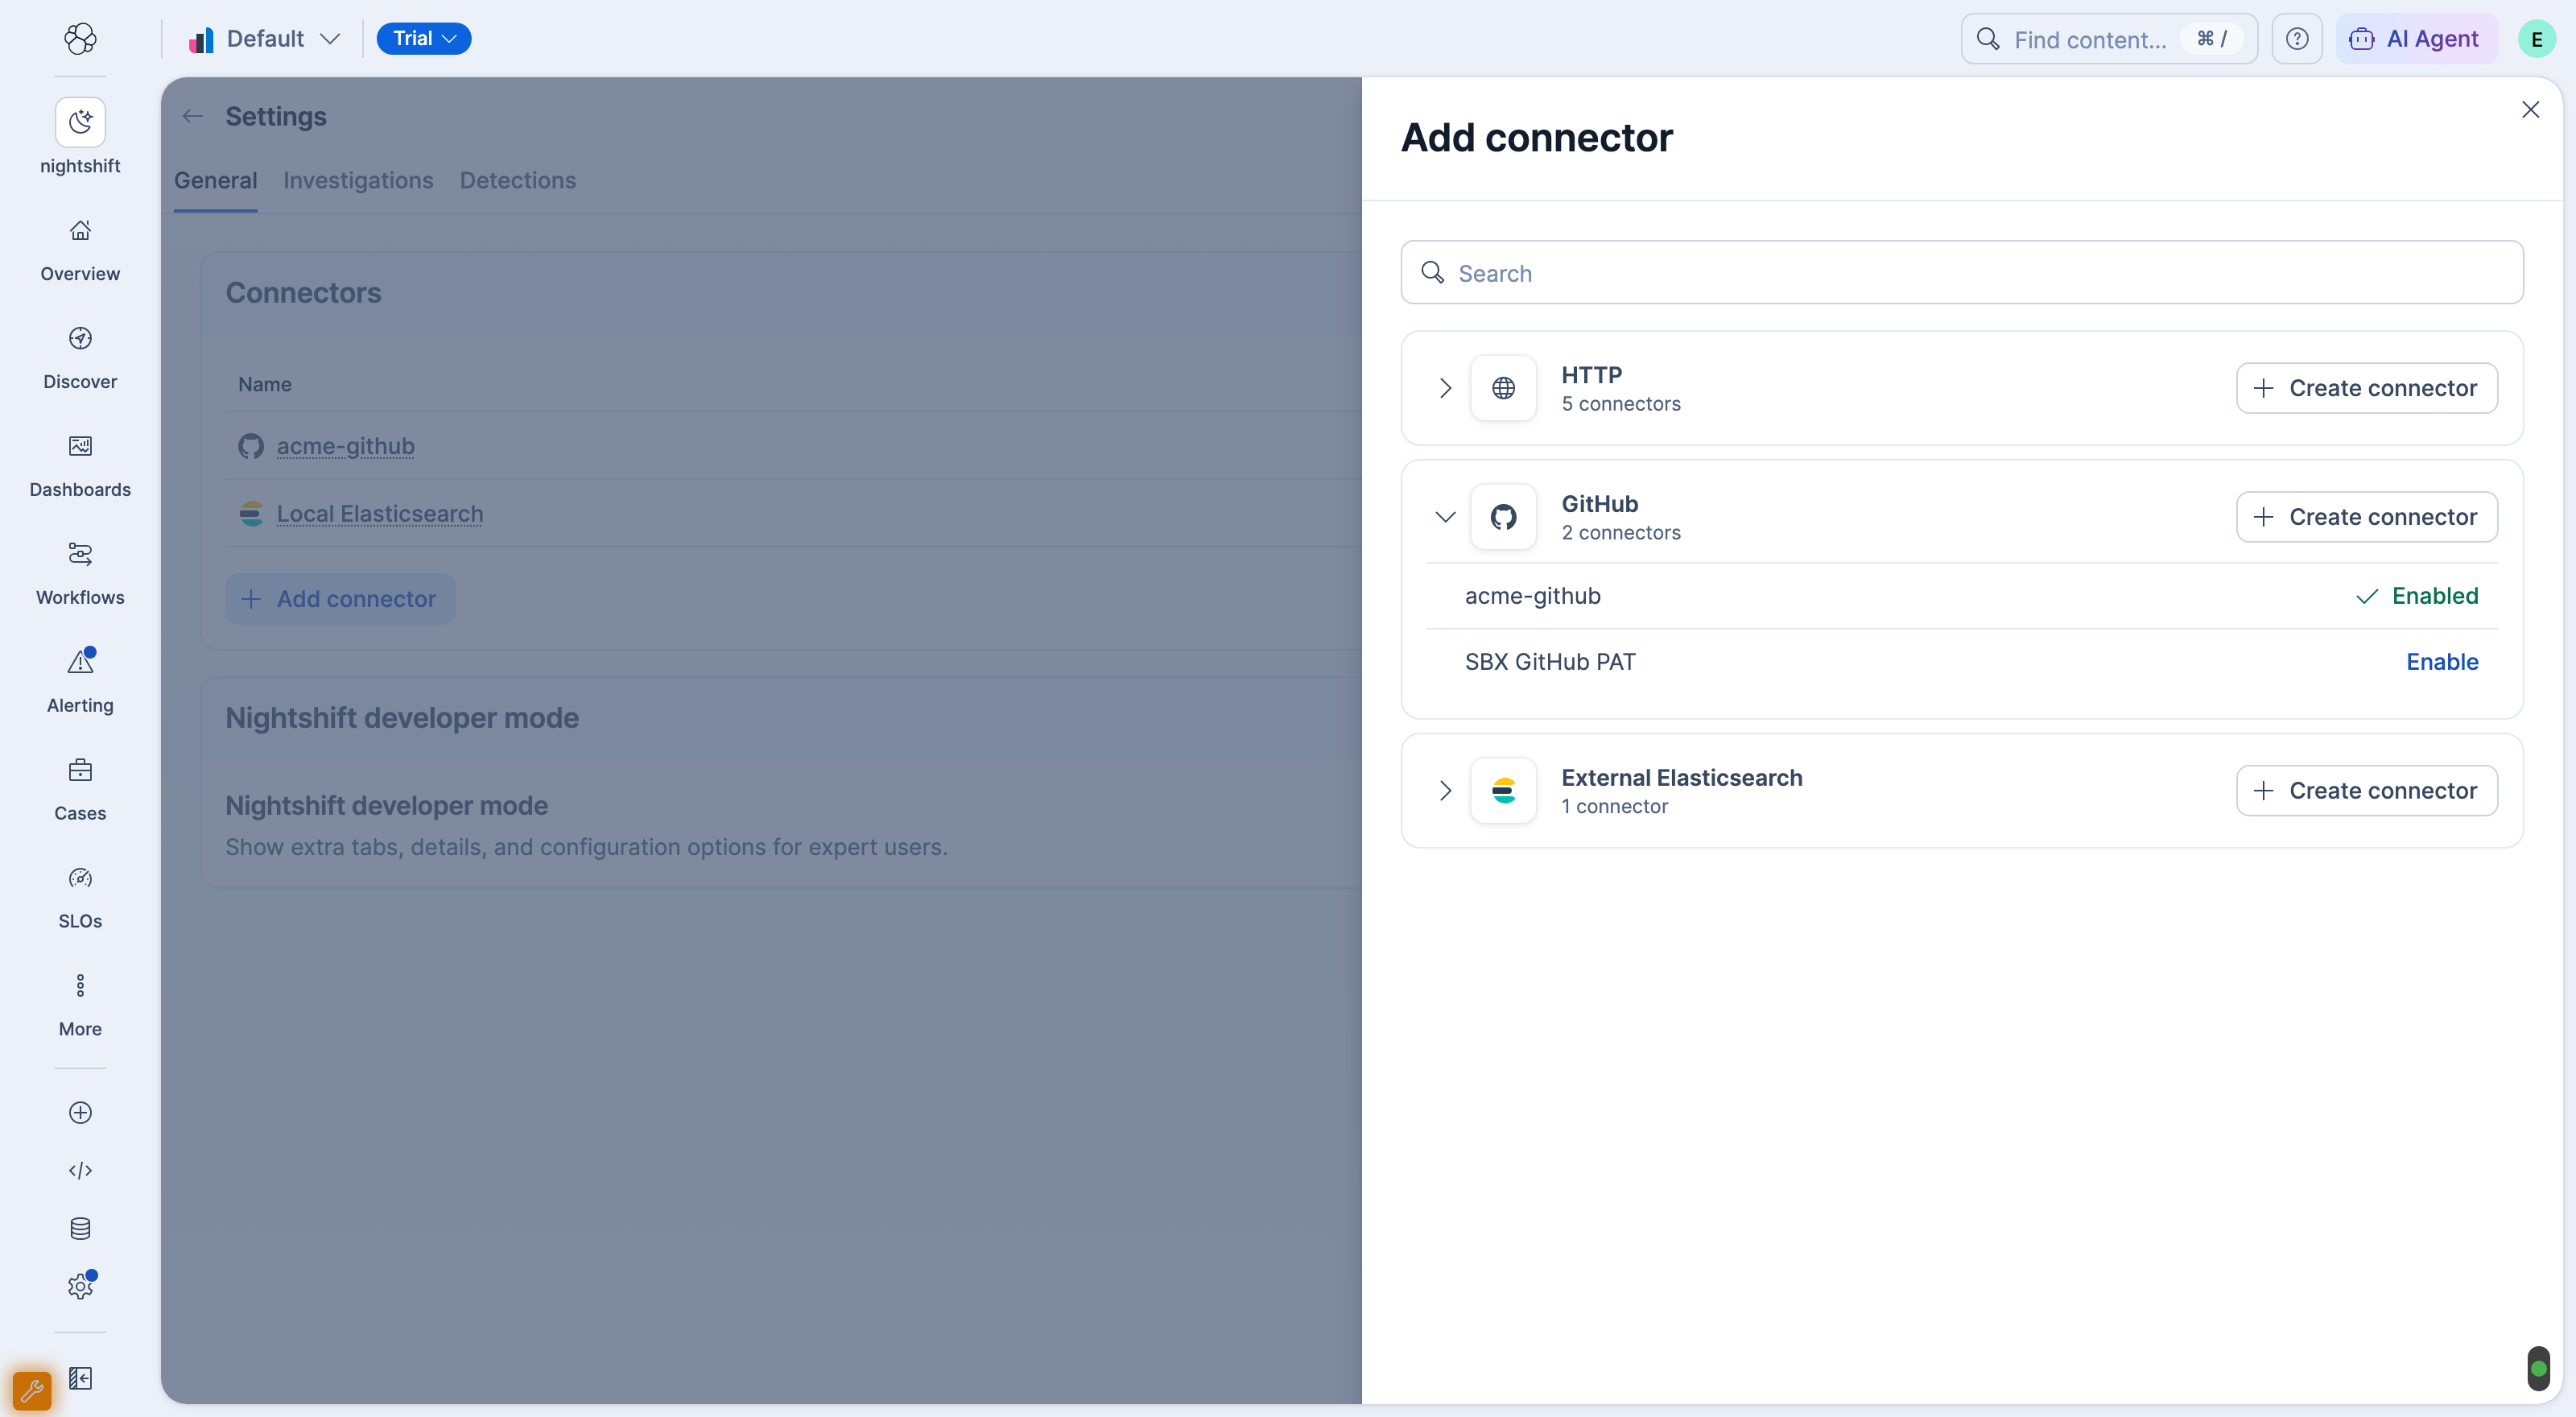 Default
Trial
Find content...
⌘ /
AI Agent
E
nightshift
Overview
Discover
Dashboards
Workflows
Alerting
Cases
SLOs
More
Settings
General
Investigations
Detections
Connectors
Name
acme-github
Local Elasticsearch
Add connector
Nightshift developer mode
Nightshift developer mode
Show extra tabs, details, and configuration options for expert users.
Add connector
Search
HTTP
5 connectors
Create connector
GitHub
2 connectors
Create connector
acme-github
Enabled
SBX GitHub PAT
Enable
External Elasticsearch
1 connector
Create connector